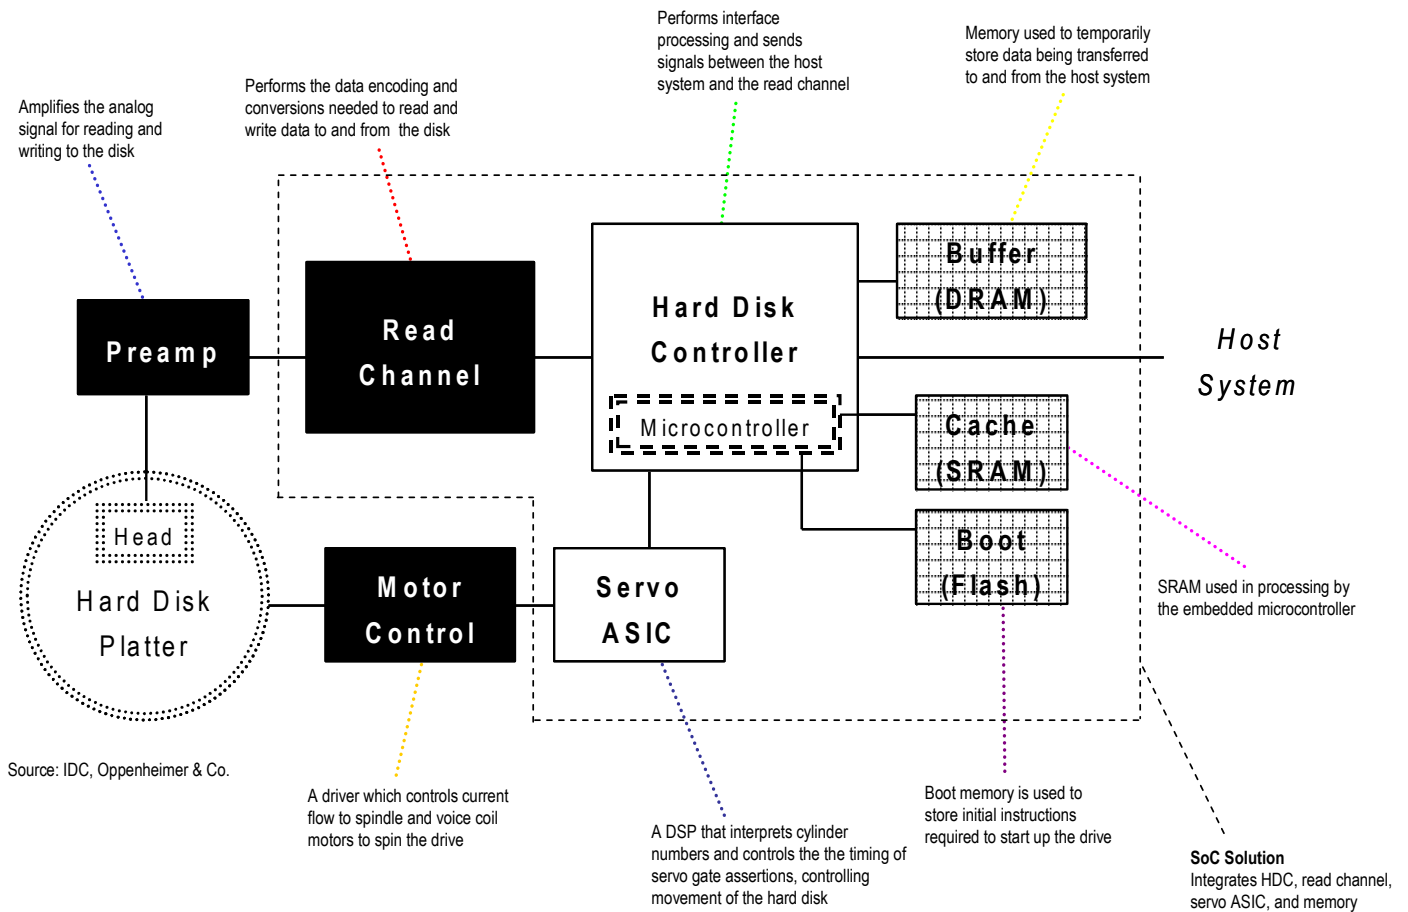 Performs interface
processing and sends
signals between the host
system and the read channel
Memory used to temporarily
store data being transferred
to and from the host system
Performs the data encoding and
conversions needed to read and
write data to and from the disk
Amplifies the analog
signal for reading and
writing to the disk
Preamp
Read
Channel
Hard Disk
Controller
Microcontroller
Buffer
(DRAM)
Host
System
Cache
(SRAM)
Boot
(Flash)
Head
Hard Disk
Platter
Motor
Control
Servo
ASIC
SRAM used in processing by
the embedded microcontroller
Source: IDC, Oppenheimer & Co.
A driver which controls current
flow to spindle and voice coil
motors to spin the drive
A DSP that interprets cylinder
numbers and controls the the timing of
servo gate assertions, controlling
movement of the hard disk
Boot memory is used to
store initial instructions
required to start up the drive
SoC Solution
Integrates HDC, read channel,
servo ASIC, and memory